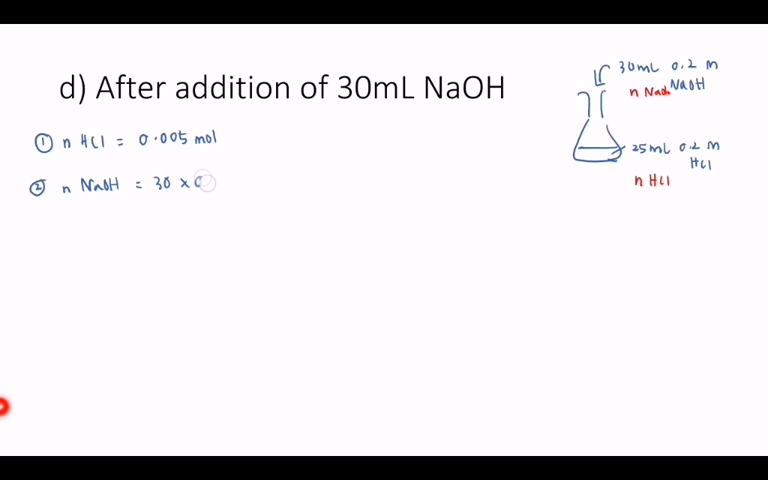 d) After addition of 30mL NaOH
① n HCl = 0.005 mol
② n NaOH = 30 × 0
30mL 0.2 M
NaOH
n NaOH
25mL 0.2 M
HCl
n HCl